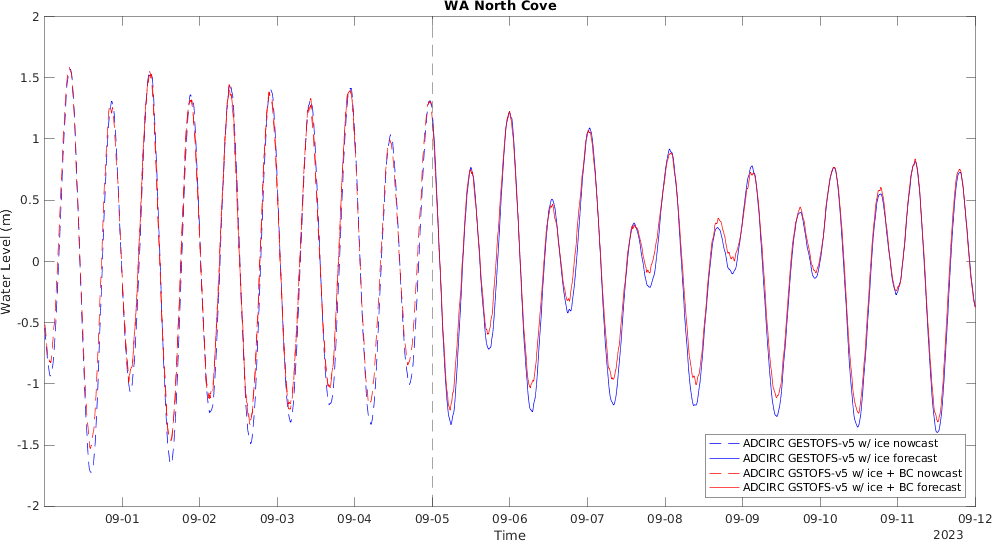 WA North Cove
2
1.5
1
0.5
0
-0.5
-1
-1.5
-2
Water Level (m)
09-01 09-02 09-03 09-04 09-05 09-06 09-07 09-08 09-09 09-10 09-11 09-12
Time
2023
ADCIRC GESTOFS-v5 w/ ice nowcast
ADCIRC GESTOFS-v5 w/ ice forecast
ADCIRC GSTOFS-v5 w/ ice + BC nowcast
ADCIRC GSTOFS-v5 w/ ice + BC forecast